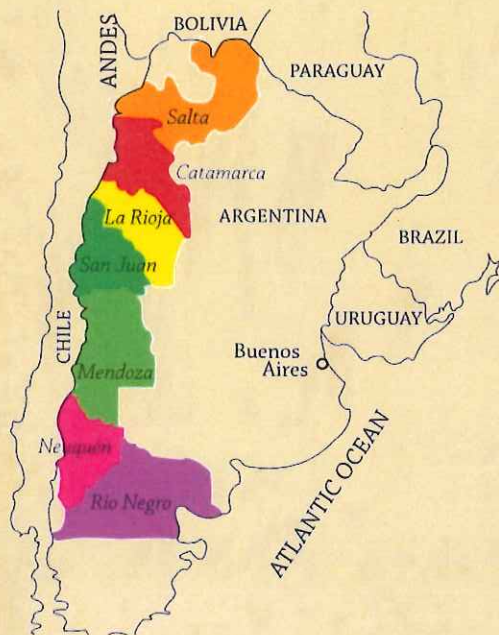 BOLIVIA
ANDES
PARAGUAY
Salta
Catamarca
La Rioja
ARGENTINA
BRAZIL
San Juan
URUGUAY
CHILE
Buenos
Aires
Mendoza
Neuquén
ATLANTIC OCEAN
Río Negro